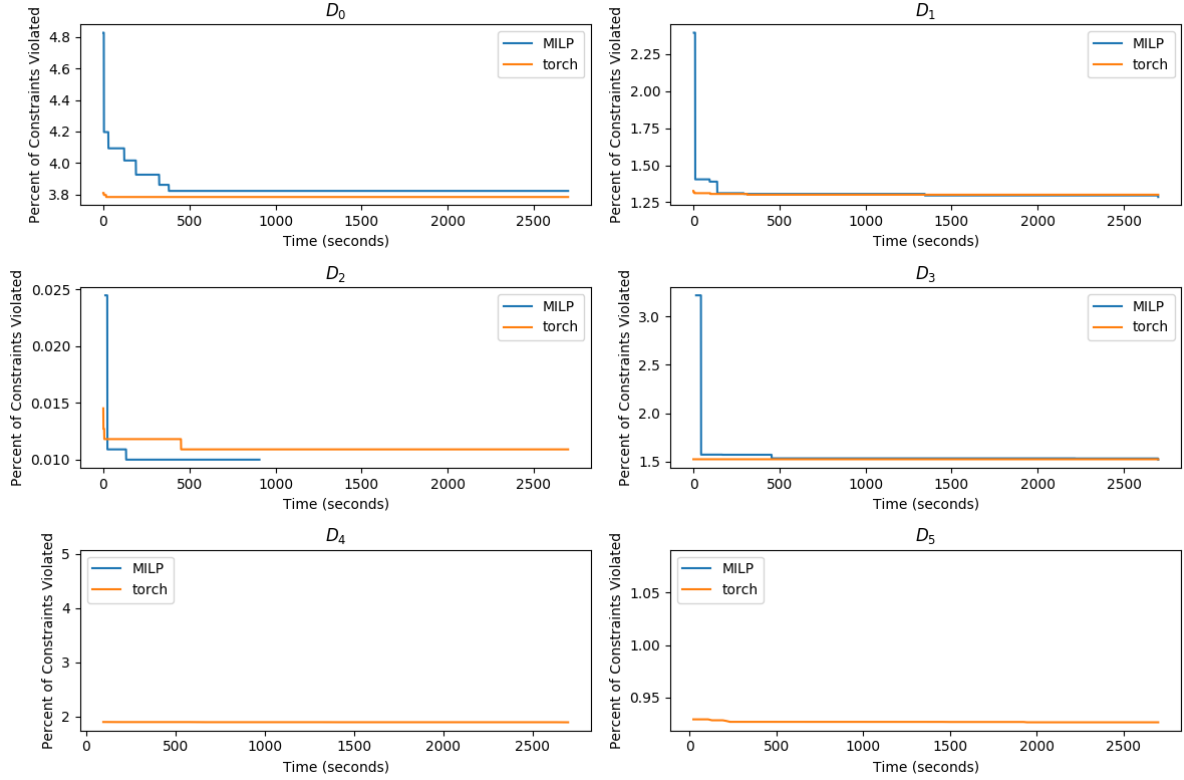 D₀
Percent of Constraints Violated
4.8
4.6
4.4
4.2
4.0
3.8
MILP
torch
0 500 1000 1500 2000 2500
Time (seconds)
D₁
Percent of Constraints Violated
2.25
2.00
1.75
1.50
1.25
MILP
torch
0 500 1000 1500 2000 2500
Time (seconds)
D₂
Percent of Constraints Violated
0.025
0.020
0.015
0.010
MILP
torch
0 500 1000 1500 2000 2500
Time (seconds)
D₃
Percent of Constraints Violated
3.0
2.5
2.0
1.5
MILP
torch
0 500 1000 1500 2000 2500
Time (seconds)
D₄
Percent of Constraints Violated
5
4
3
2
MILP
torch
0 500 1000 1500 2000 2500
Time (seconds)
D₅
Percent of Constraints Violated
1.05
1.00
0.95
MILP
torch
0 500 1000 1500 2000 2500
Time (seconds)